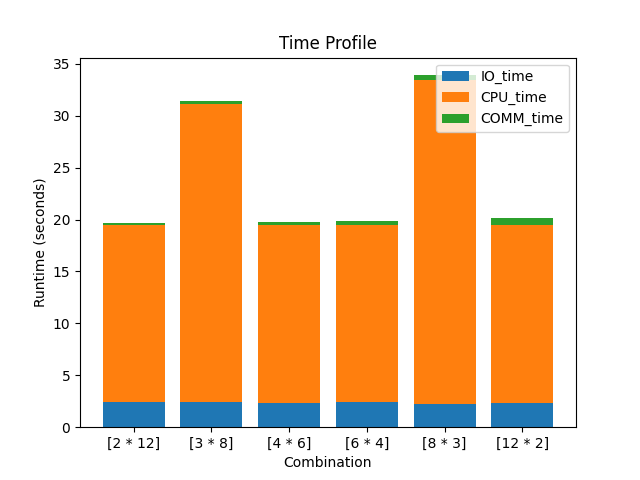 Time Profile
IO_time
CPU_time
COMM_time
35
30
25
20
15
10
5
0
Runtime (seconds)
[2 * 12] [3 * 8] [4 * 6] [6 * 4] [8 * 3] [12 * 2]
Combination